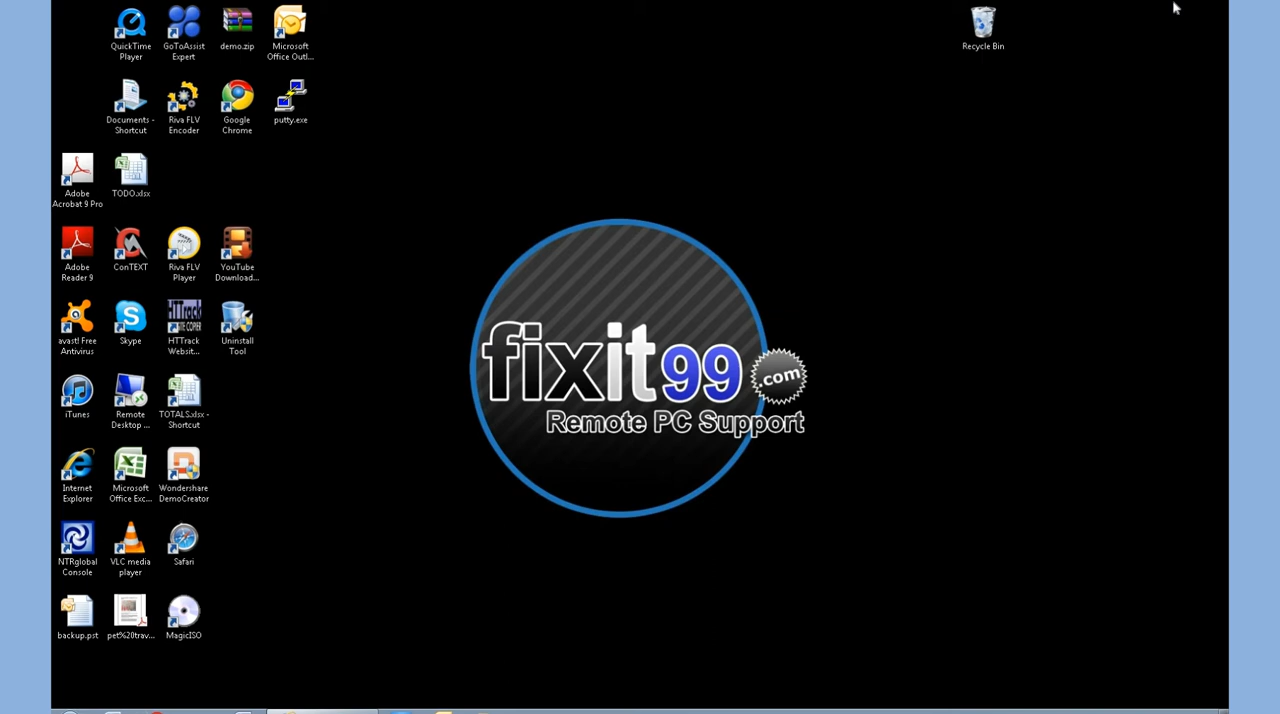 QuickTime
Player
GoToAssist
Expert
demo.zip
Microsoft
Office Outl...
Recycle Bin
Documents -
Shortcut
Riva FLV
Encoder
Google
Chrome
putty.exe
Adobe
Acrobat 9 Pro
TODO.xlsx
Adobe
Reader 9
ConTEXT
Riva FLV
Player
YouTube
Download...
avast! Free
Antivirus
Skype
HTTrack
Websit...
Uninstall
Tool
fixit99
.com
Remote PC Support
iTunes
Remote
Desktop ...
TOTALS.xlsx -
Shortcut
Internet
Explorer
Microsoft
Office Exc...
Wondershare
DemoCreator
NTRglobal
Console
VLC media
player
Safari
backup.pst
pet%20trav...
MagicISO